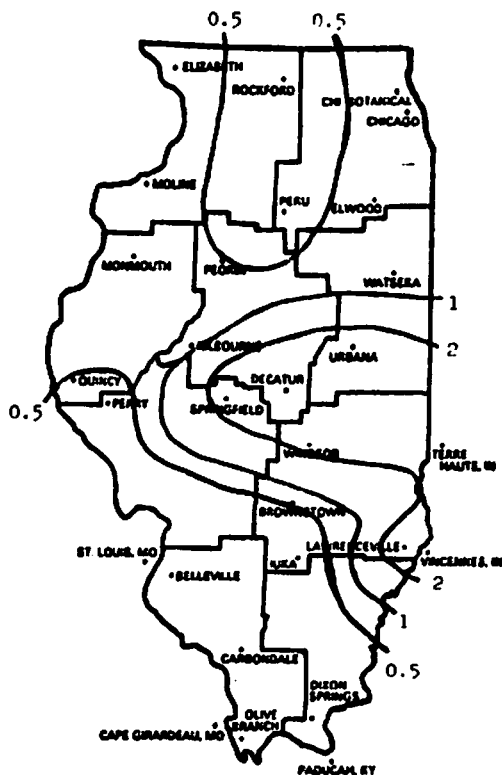 0.5 0.5
ELIZABETH
ROCKFORD
CHI BOTANICAL
CHICAGO
MOLINE
PERU
ELWOOD
MONMOUTH
PEORIA
WATSEKA
1
KILBOURNE
2
URBANA
QUINCY
DECATUR
0.5
PERRY
SPRINGFIELD
WINDSOR
TERRE
HAUTE, IN
BROWNSTOWN
ST. LOUIS, MO
IUKA
LAWRENCEVILLE
VINCENNES, IN
BELLEVILLE
2
1
0.5
CARBONDALE
DIXON
SPRINGS
OLIVE
BRANCH
CAPE GIRARDEAU, MO
PADUCAH, KY